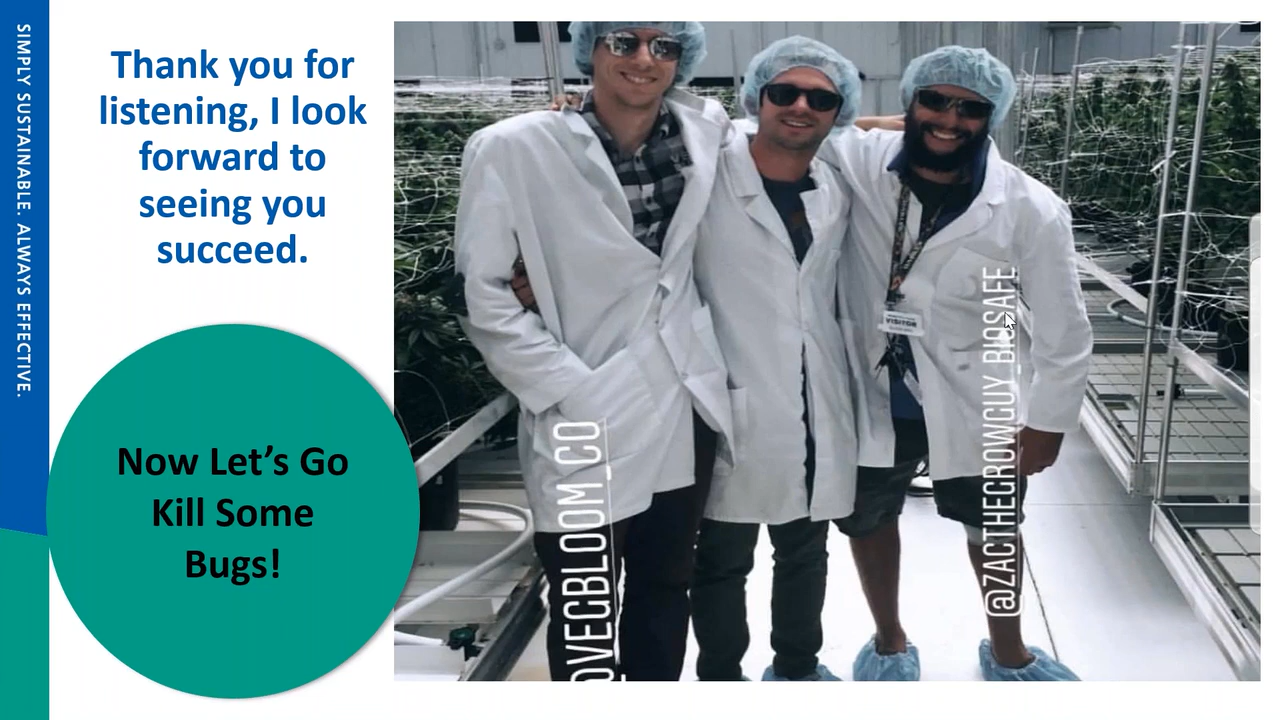 SIMPLY SUSTAINABLE. ALWAYS EFFECTIVE.
Thank you for
listening, I look
forward to
seeing you
succeed.
Now Let’s Go
Kill Some
Bugs!
VISITOR
@ZACTHEGROWGUY_BIOSAFE
OVEGBLOOM_CO